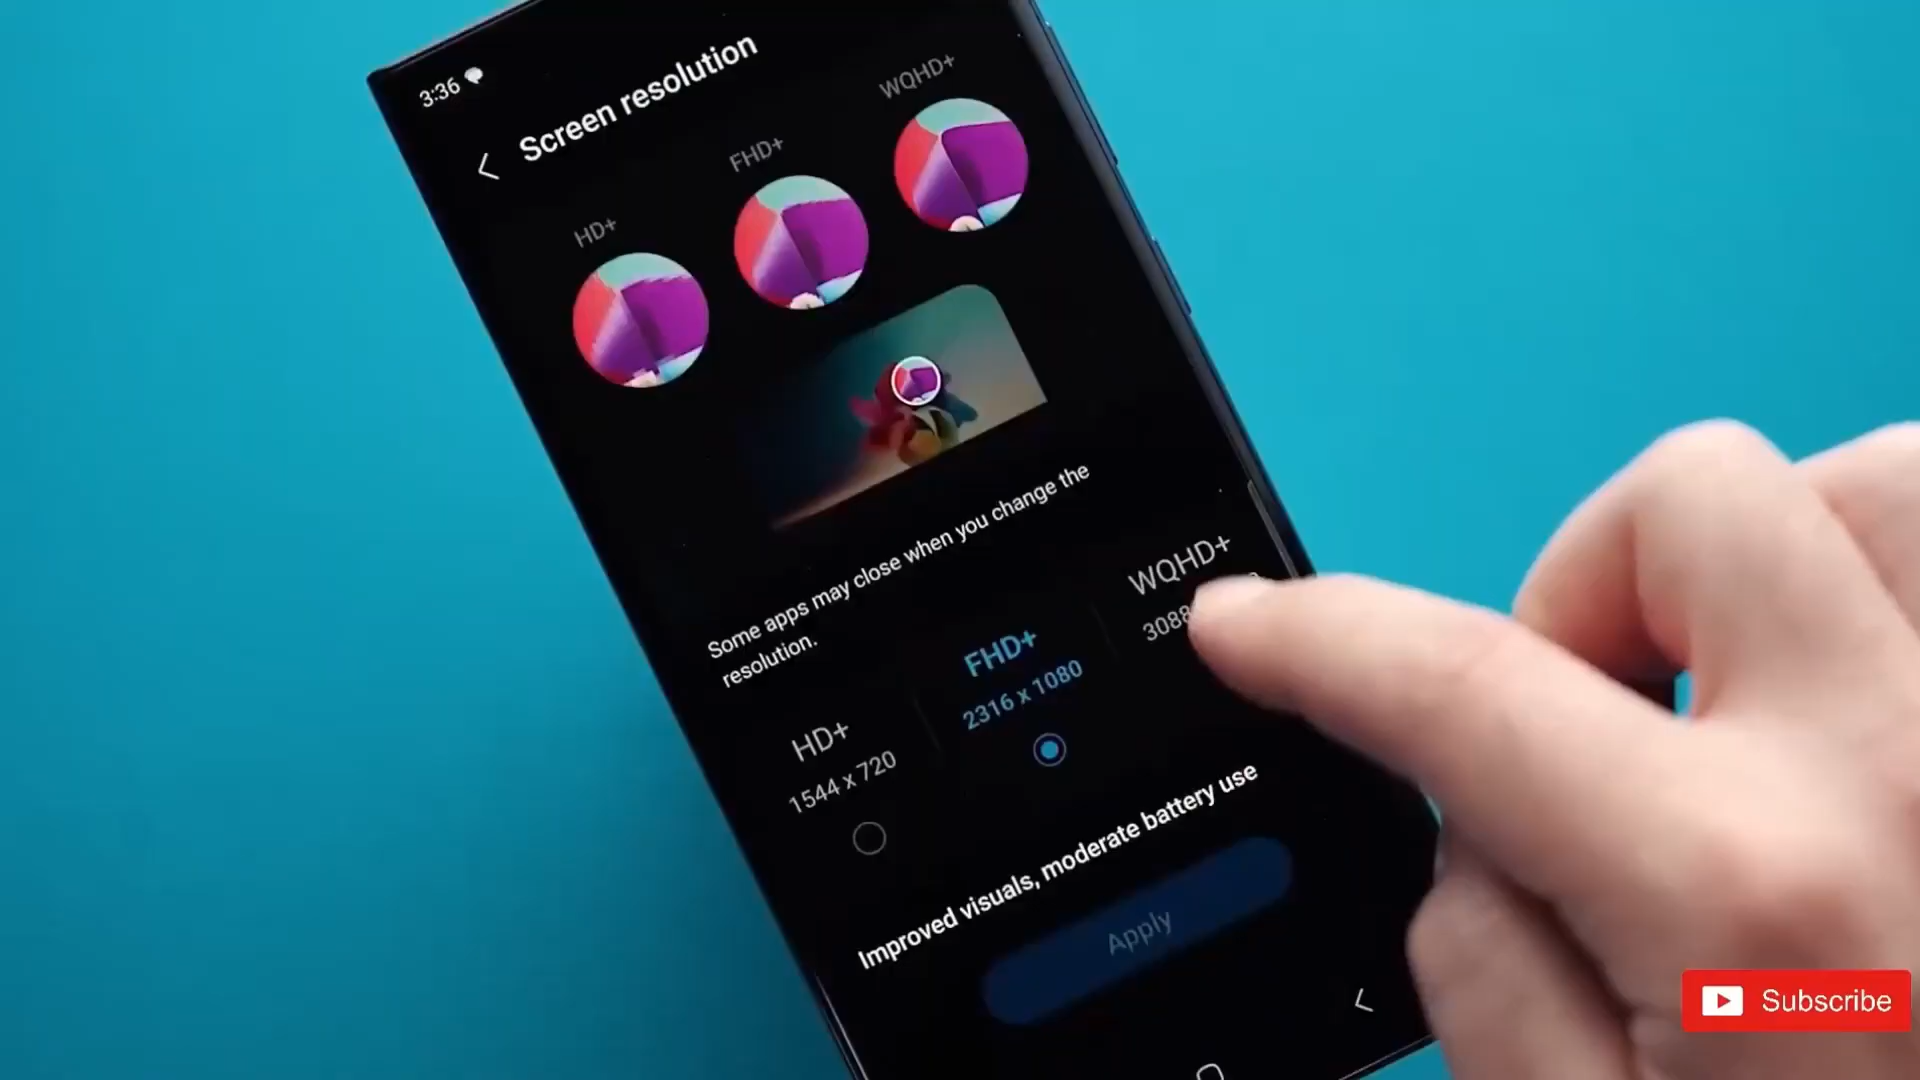 3:36
Screen resolution
HD+
FHD+
WQHD+
Some apps may close when you change the
resolution.
HD+
1544 x 720
FHD+
2316 x 1080
WQHD+
3088
Improved visuals, moderate battery use
Apply
Subscribe